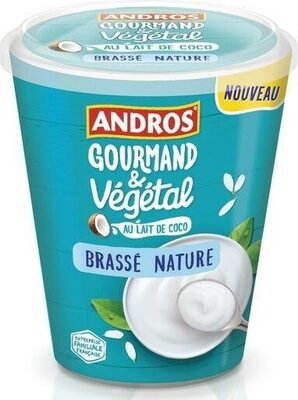 ANDROS
GOURMAND
& Végétal
AU LAIT DE COCO
BRASSÉ NATURE
NOUVEAU
ANDROS
GOURMAND
&
Végétal
AU LAIT DE COCO
BRASSÉ NATURE
ENTREPRISE
FAMILIALE
FRANÇAISE